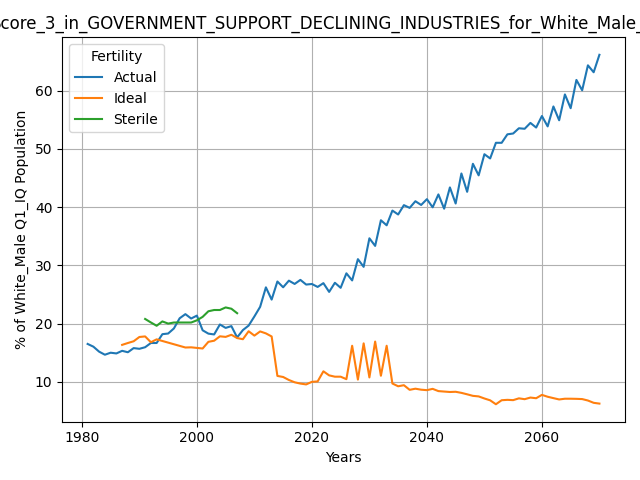 core_3_in_GOVERNMENT_SUPPORT_DECLINING_INDUSTRIES_for_White_Male_
Fertility
Actual
Ideal
Sterile
% of White_Male Q1_IQ Population
60
50
40
30
20
10
1980 2000 2020 2040 2060
Years